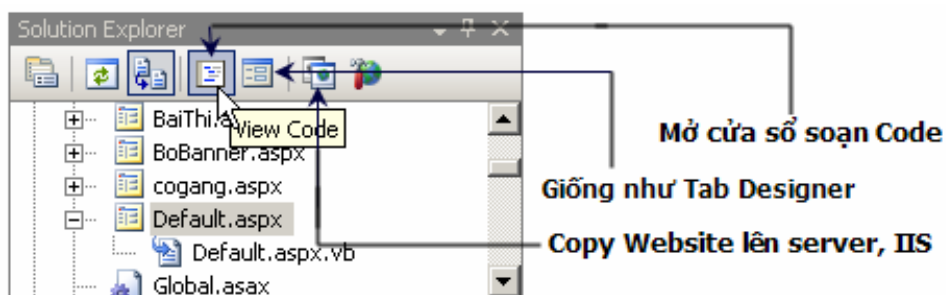 Solution Explorer
BaiThi.a
View Code
BoBanner.aspx
cogang.aspx
Default.aspx
Default.aspx.vb
Global.asax
Mở cửa sổ soạn Code
Giống như Tab Designer
Copy Website lên server, IIS